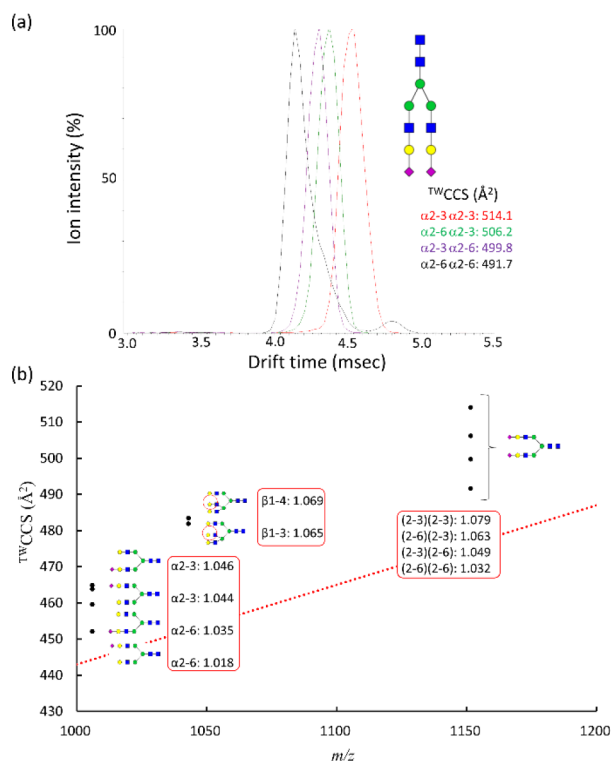 (a)
100
50
0
Ion intensity (%)
3.0 3.5 4.0 4.5 5.0 5.5
Drift time (msec)
TWCCS (Å²)
α2-3 α2-3: 514.1
α2-6 α2-3: 506.2
α2-3 α2-6: 499.8
α2-6 α2-6: 491.7
(b)
520
510
500
490
480
470
460
450
440
430
TWCCS (Å²)
β1-4: 1.069
β1-3: 1.065
(2-3)(2-3): 1.079
(2-6)(2-3): 1.063
(2-3)(2-6): 1.049
(2-6)(2-6): 1.032
α2-3: 1.046
α2-3: 1.044
α2-6: 1.035
α2-6: 1.018
1000 1050 1100 1150 1200
m/z